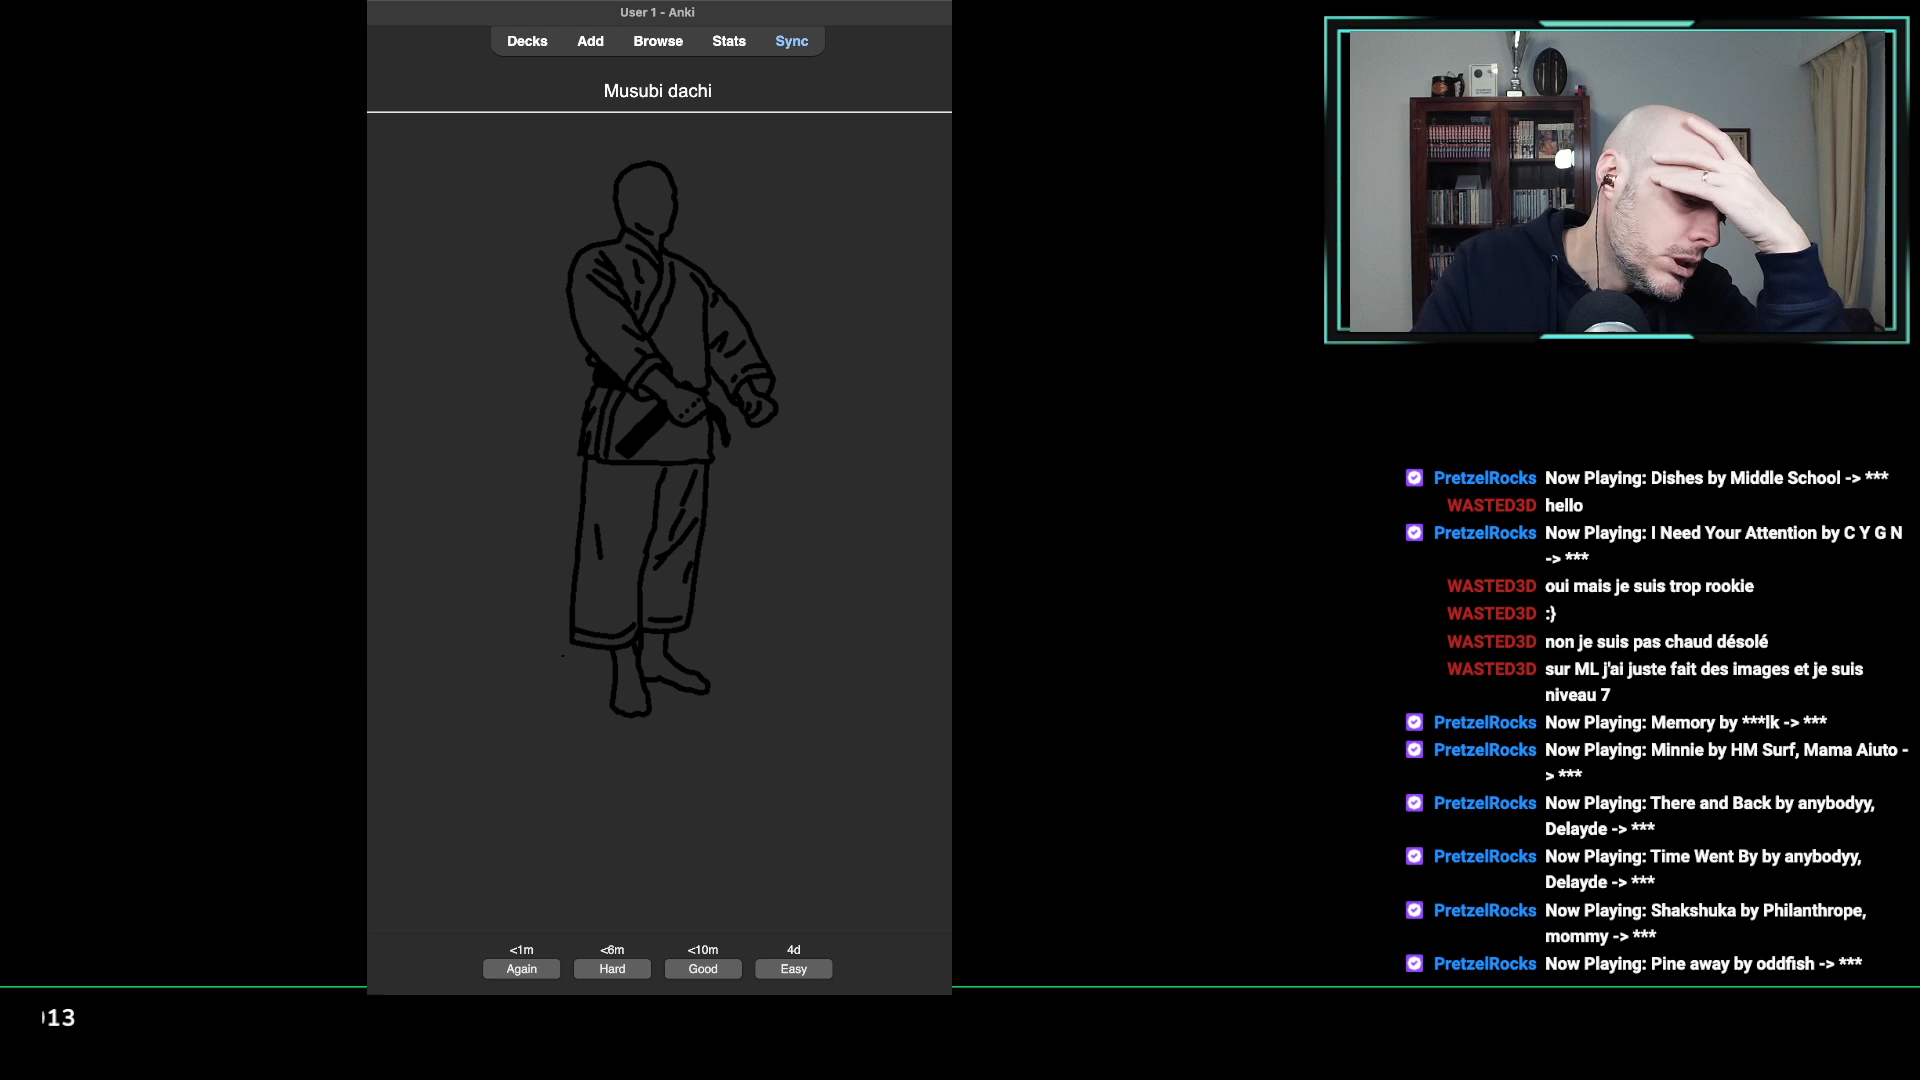 User 1 - Anki
Decks Add Browse Stats Sync
Musubi dachi
<1m <6m <10m 4d
Again Hard Good Easy
PretzelRocks Now Playing: Dishes by Middle School -> ***
WASTED3D hello
PretzelRocks Now Playing: I Need Your Attention by C Y G N
-> ***
WASTED3D oui mais je suis trop rookie
WASTED3D :}
WASTED3D non je suis pas chaud désolé
WASTED3D sur ML j'ai juste fait des images et je suis
niveau 7
PretzelRocks Now Playing: Memory by ***lk -> ***
PretzelRocks Now Playing: Minnie by HM Surf, Mama Aiuto -
> ***
PretzelRocks Now Playing: There and Back by anybodyy,
Delayde -> ***
PretzelRocks Now Playing: Time Went By by anybodyy,
Delayde -> ***
PretzelRocks Now Playing: Shakshuka by Philanthrope,
mommy -> ***
PretzelRocks Now Playing: Pine away by oddfish -> ***
13